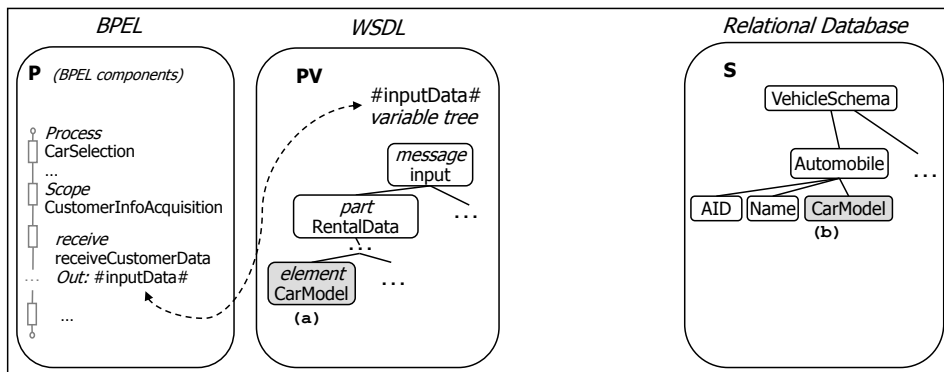 BPEL
P (BPEL components)
Process
CarSelection
...
Scope
CustomerInfoAcquisition
receive
receiveCustomerData
... Out: #inputData#
...
WSDL
PV
#inputData#
variable tree
message
input
part
RentalData
...
...
element
CarModel
...
(a)
Relational Database
S
VehicleSchema
Automobile
...
AID Name CarModel
(b)